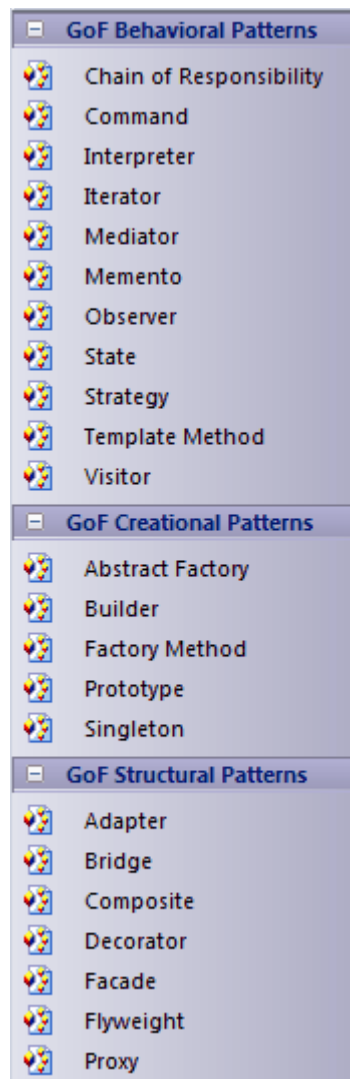 GoF Behavioral Patterns
Chain of Responsibility
Command
Interpreter
Iterator
Mediator
Memento
Observer
State
Strategy
Template Method
Visitor
GoF Creational Patterns
Abstract Factory
Builder
Factory Method
Prototype
Singleton
GoF Structural Patterns
Adapter
Bridge
Composite
Decorator
Facade
Flyweight
Proxy